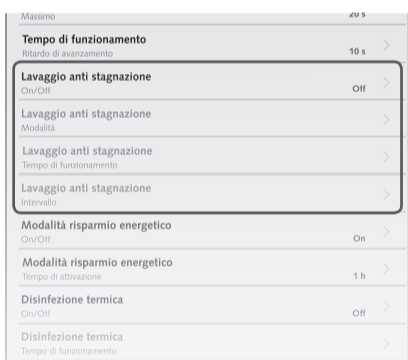 Massimo
20 s
Tempo di funzionamento
Ritardo di avanzamento
10 s
Lavaggio anti stagnazione
On/Off
Off
Lavaggio anti stagnazione
Modalità
Lavaggio anti stagnazione
Tempo di funzionamento
Lavaggio anti stagnazione
Intervallo
Modalità risparmio energetico
On/Off
On
Modalità risparmio energetico
Tempo di attivazione
1 h
Disinfezione termica
On/Off
Off
Disinfezione termica
Tempo di funzionamento